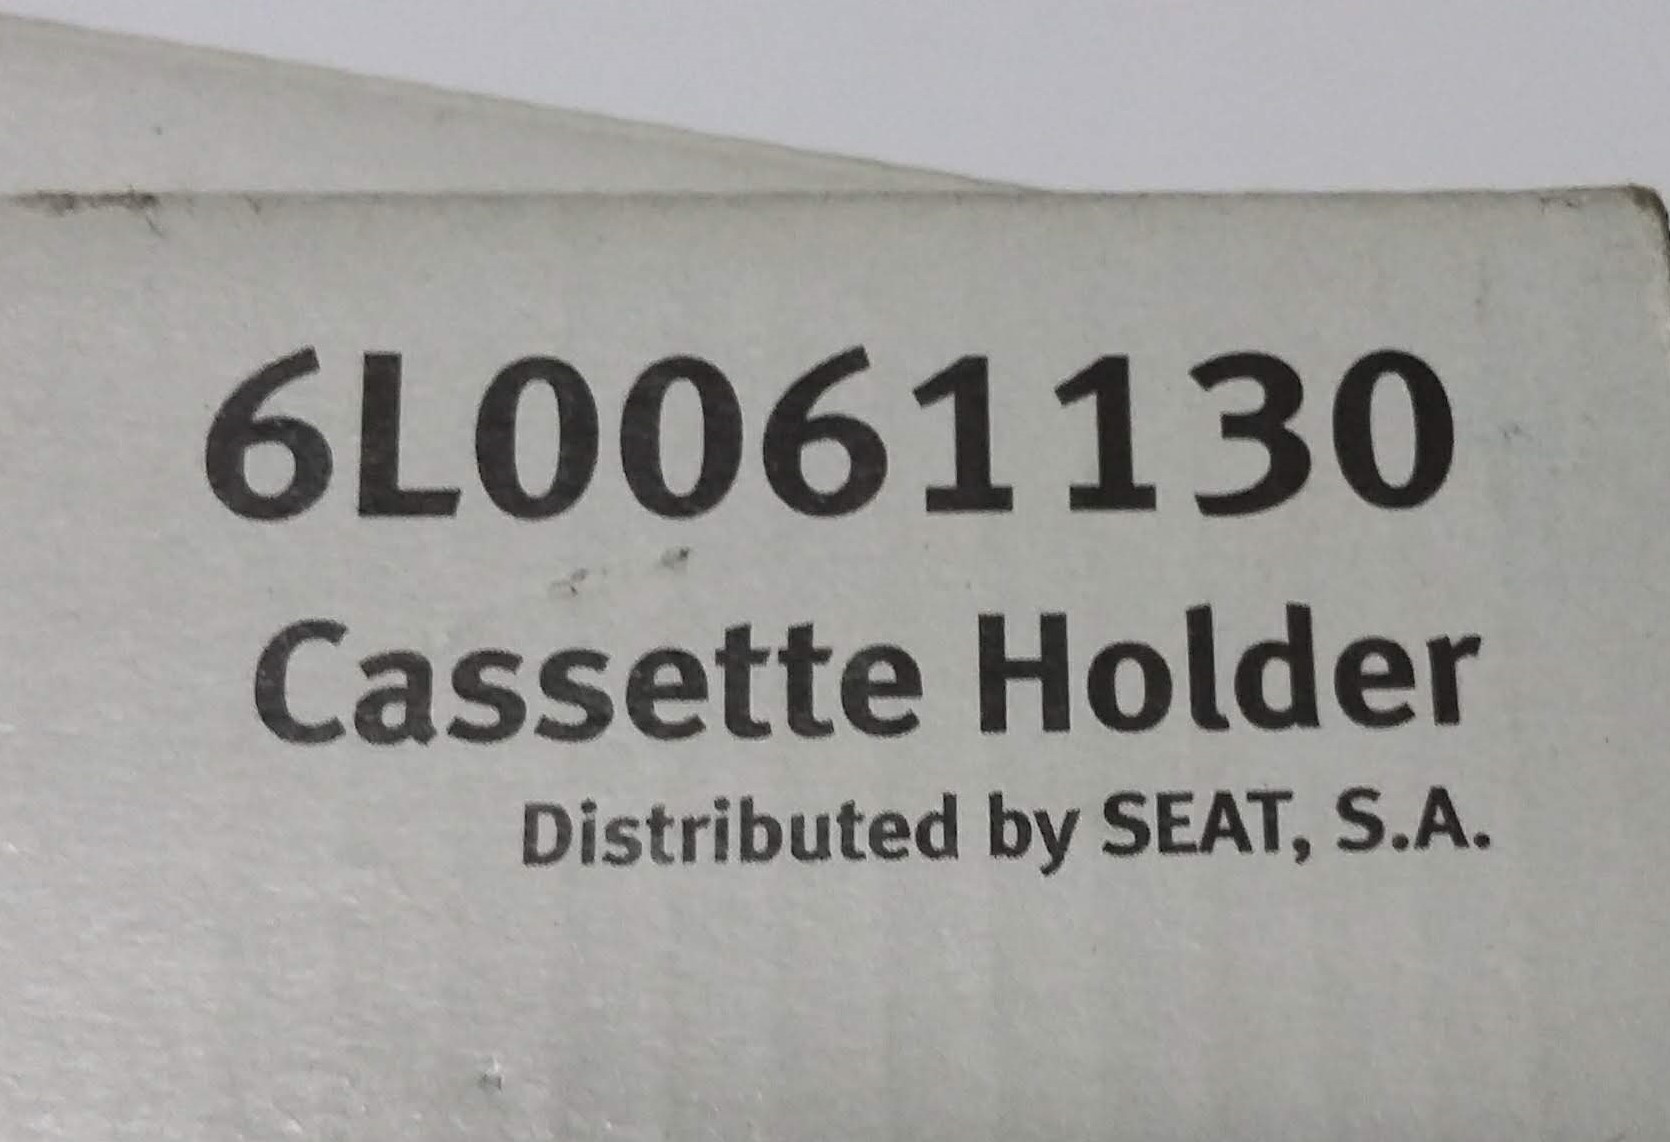 6L0061130
Cassette Holder
Distributed by SEAT, S.A.